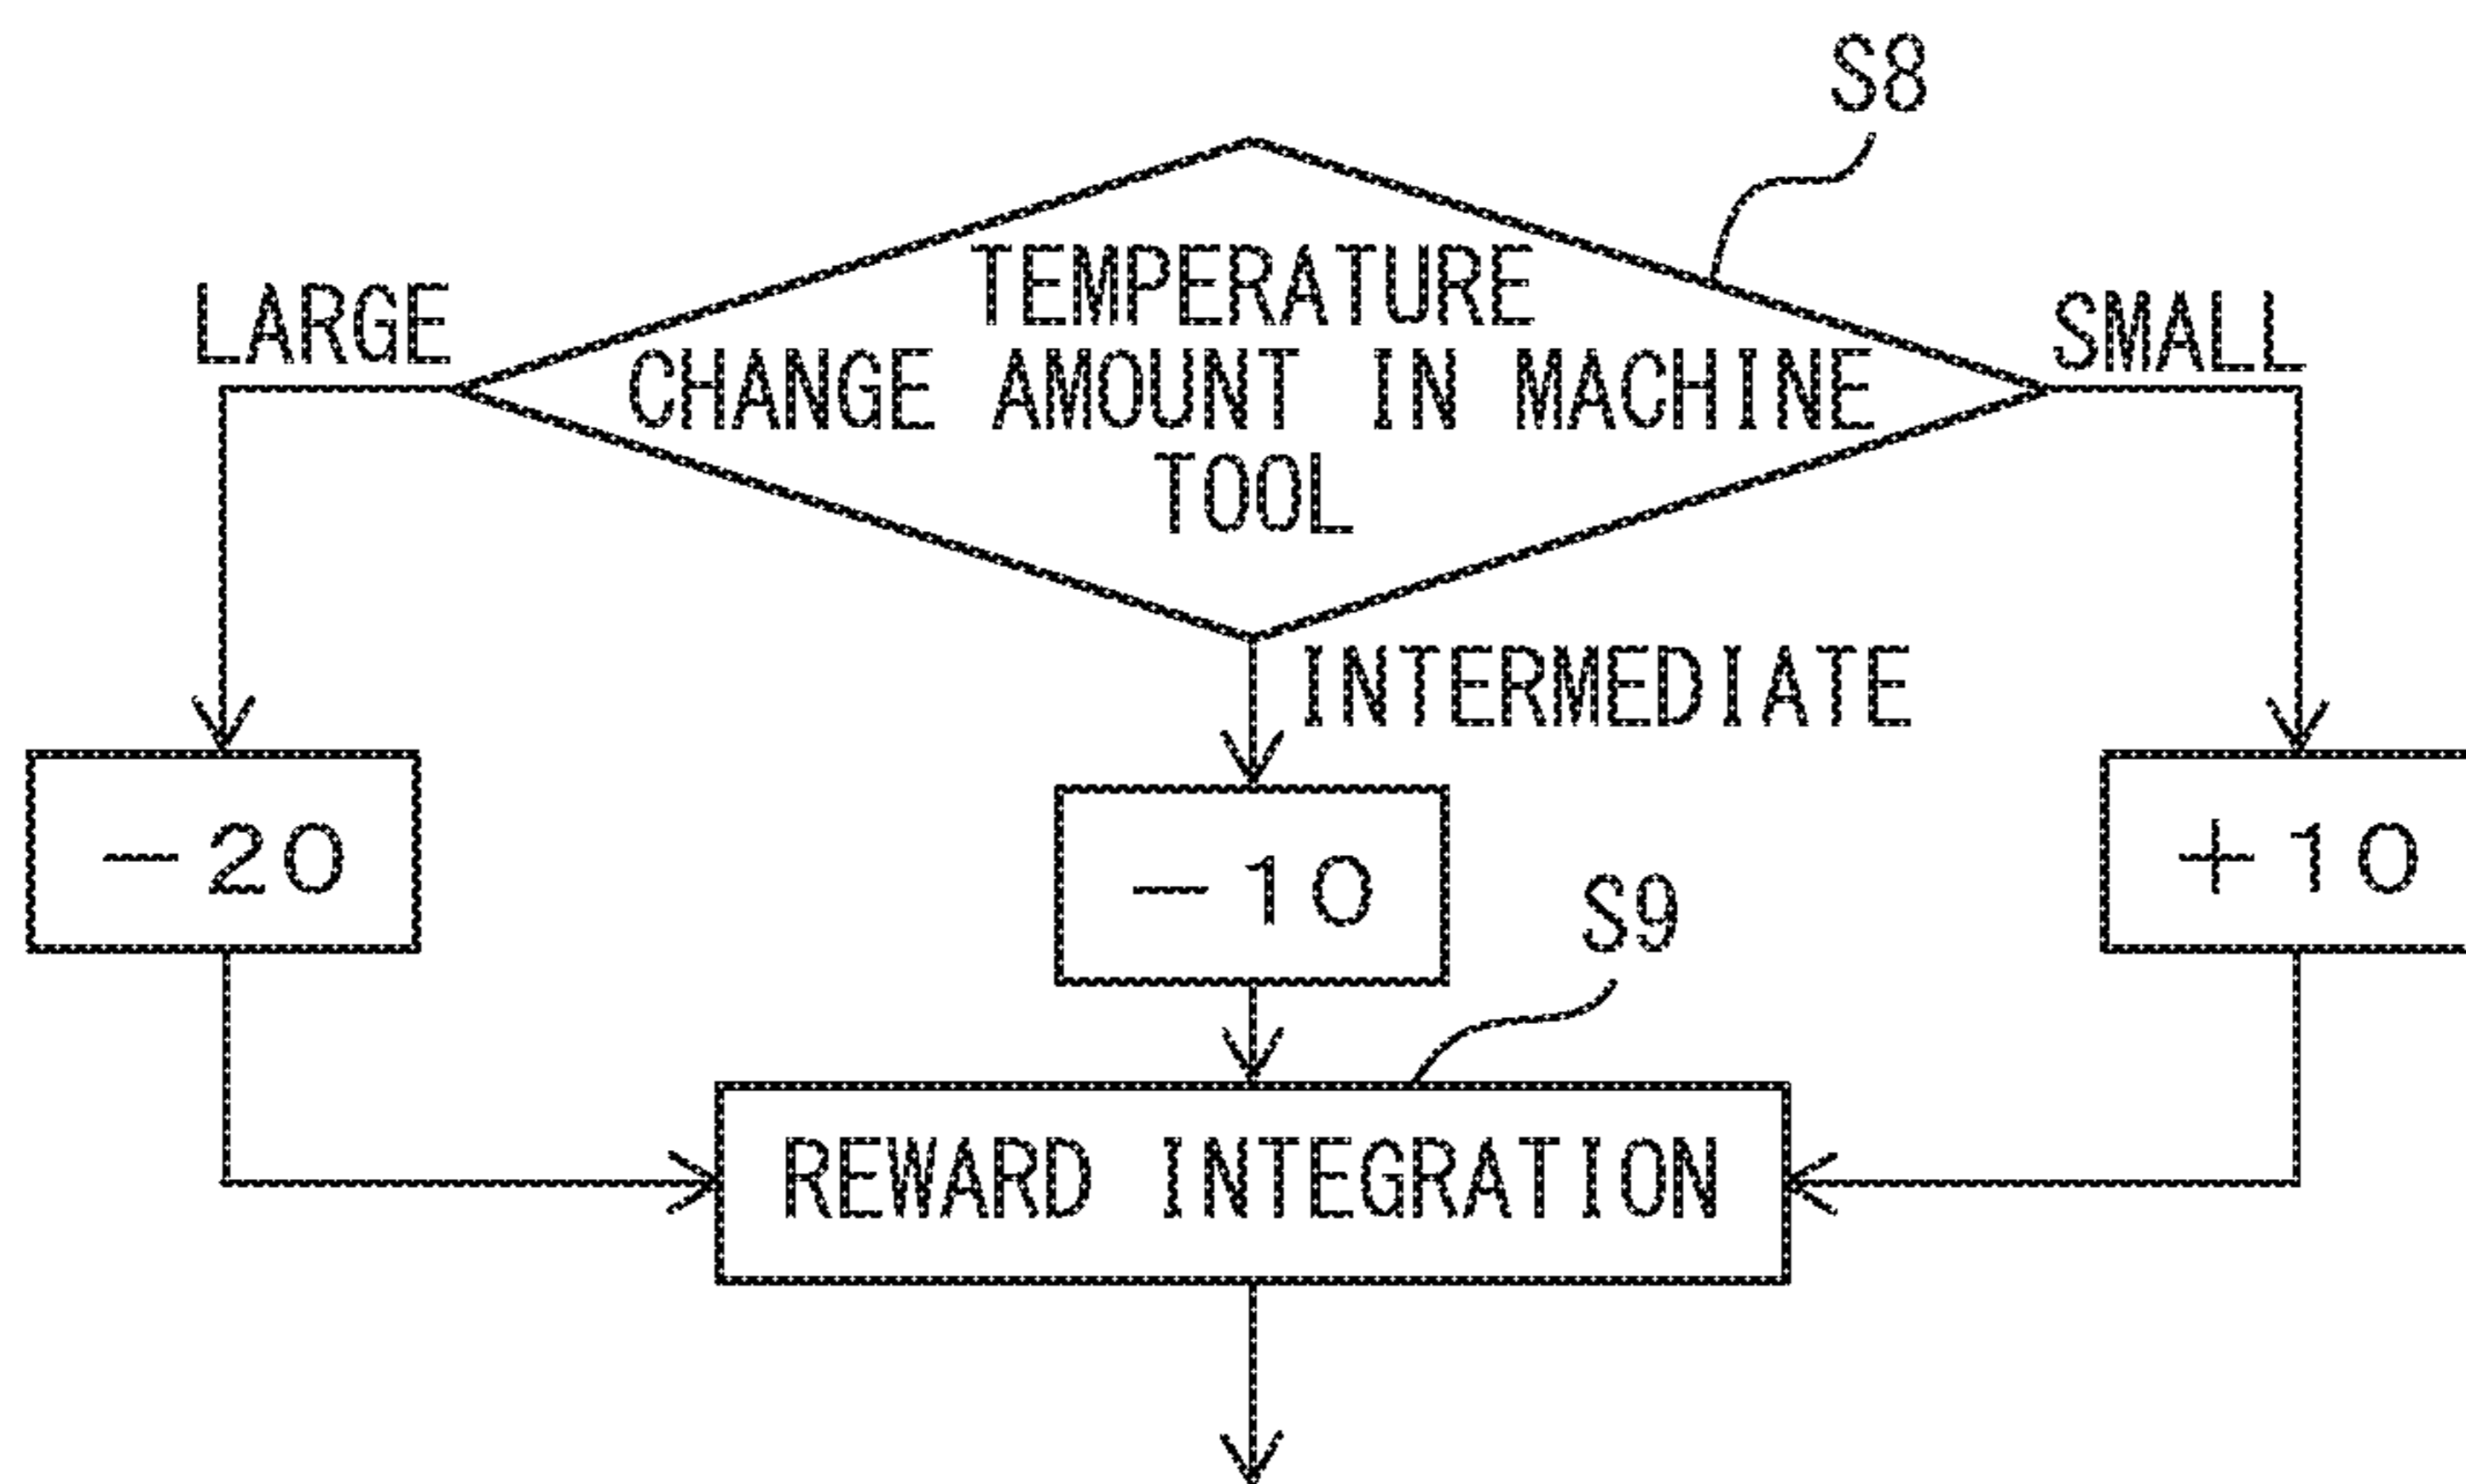 S8
TEMPERATURE
LARGE
CHANGE AMOUNT IN MACHINE
SMALL
TOOL
INTERMEDIATE
-20
-10
+10
S9
REWARD INTEGRATION